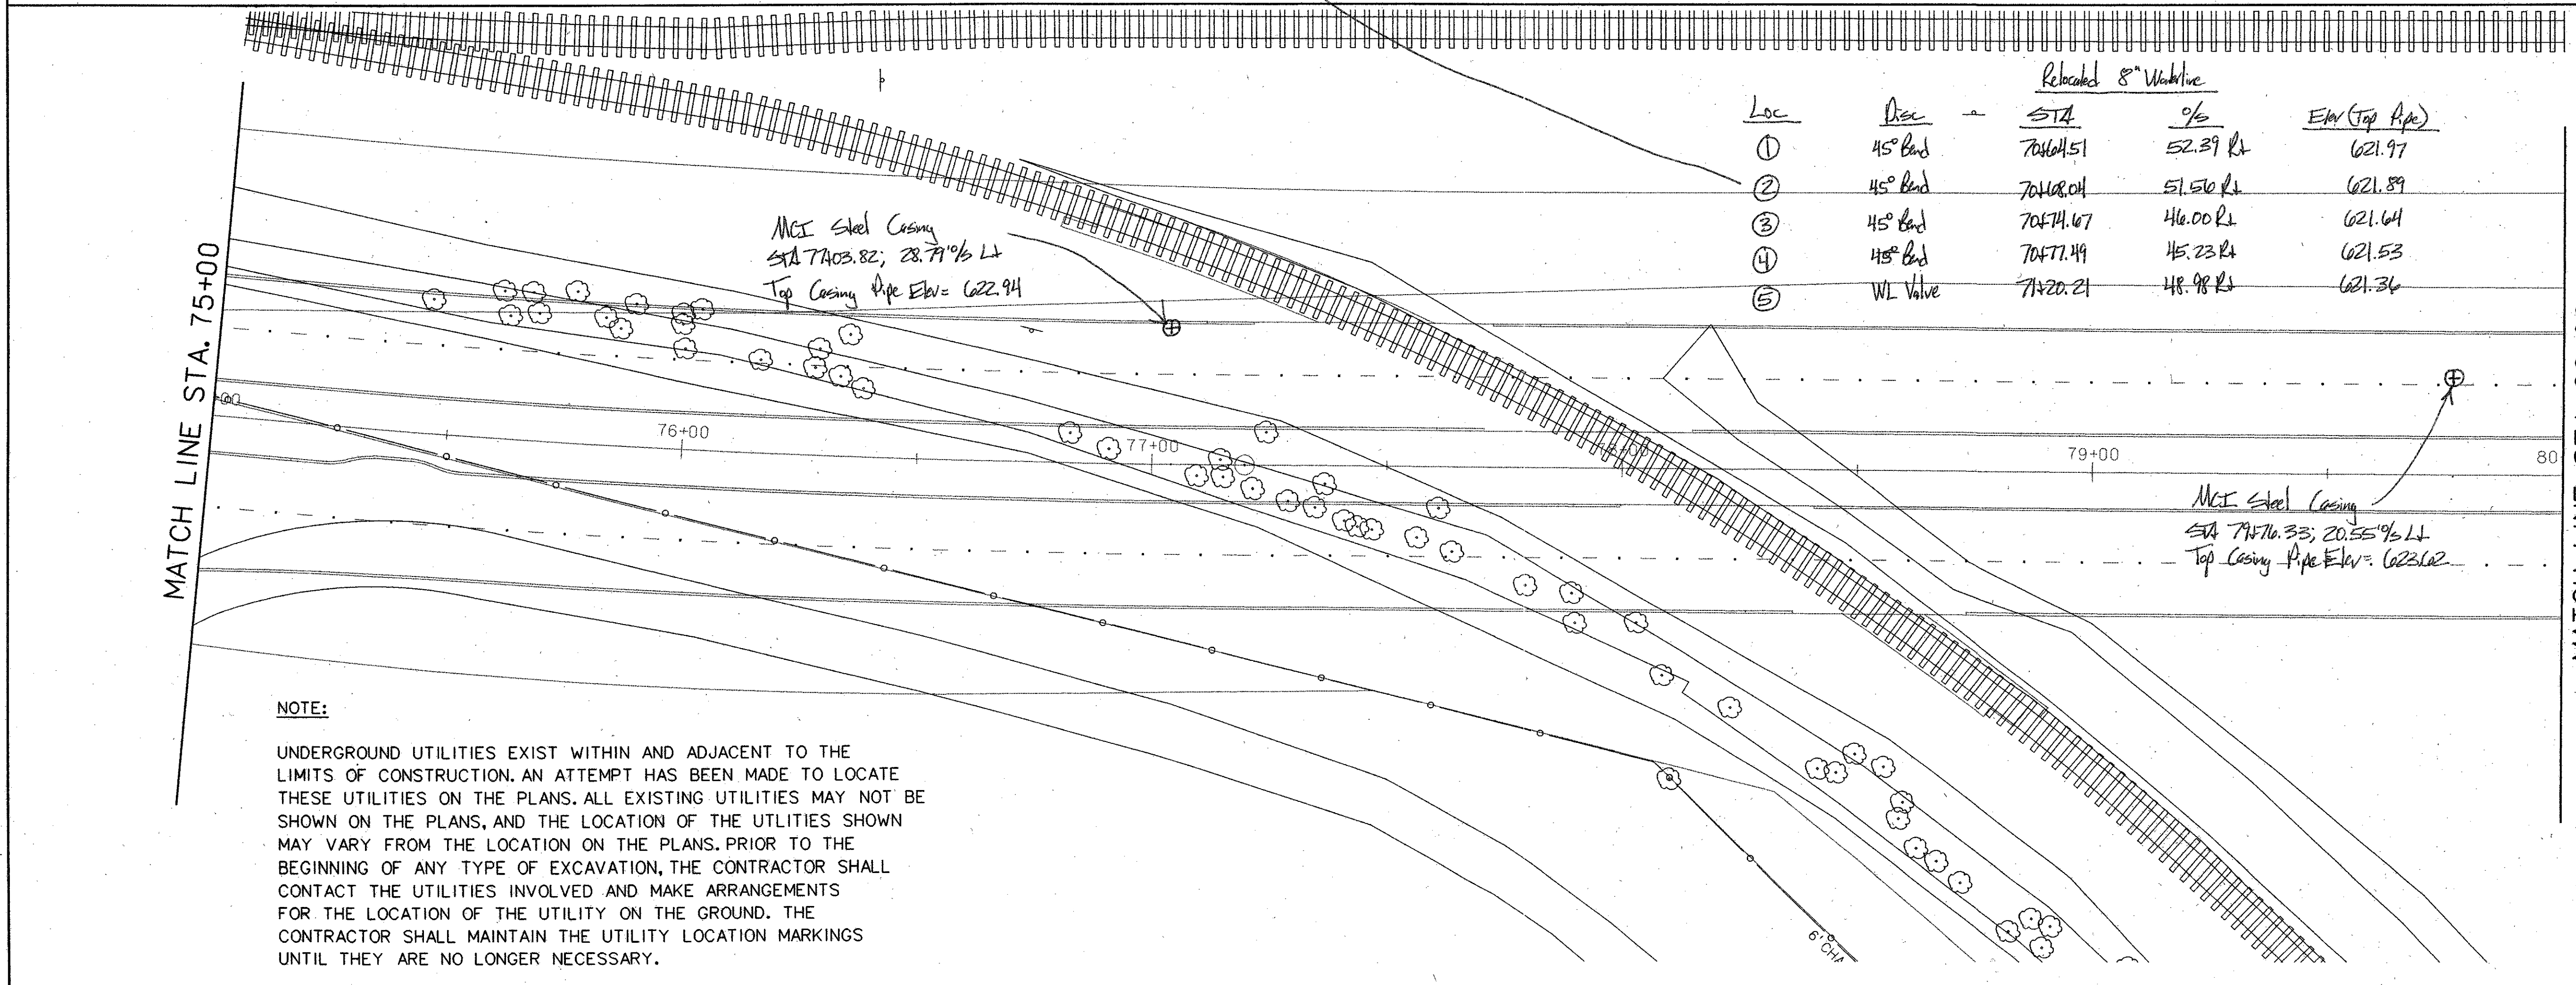 Relocated 8" Waterline
Loc Disc - STA O/S Elev (Top Pipe)
1 45° Bend 70+64.51 52.39 Rt 621.97
2 45° Bend 70+68.04 51.56 Rt 621.89
3 45° Bend 70+74.67 46.00 Rt 621.64
4 45° Bend 70+77.49 45.23 Rt 621.53
5 WL Valve 71+20.21 48.98 Rt 621.36
MCI Steel Casing
STA 77+03.82; 28.79' O/S Lt
Top Casing Pipe Elev = 622.94
MATCH LINE STA. 75+00
76+00
77+00
78+00
79+00
80
MCI Steel Casing
STA 79+76.33; 20.55' O/S Lt
Top Casing Pipe Elev = 623.62
NOTE:
UNDERGROUND UTILITIES EXIST WITHIN AND ADJACENT TO THE
LIMITS OF CONSTRUCTION. AN ATTEMPT HAS BEEN MADE TO LOCATE
THESE UTILITIES ON THE PLANS. ALL EXISTING UTILITIES MAY NOT BE
SHOWN ON THE PLANS, AND THE LOCATION OF THE UTLITIES SHOWN
MAY VARY FROM THE LOCATION ON THE PLANS. PRIOR TO THE
BEGINNING OF ANY TYPE OF EXCAVATION, THE CONTRACTOR SHALL
CONTACT THE UTILITIES INVOLVED AND MAKE ARRANGEMENTS
FOR THE LOCATION OF THE UTILITY ON THE GROUND. THE
CONTRACTOR SHALL MAINTAIN THE UTILITY LOCATION MARKINGS
UNTIL THEY ARE NO LONGER NECESSARY.
6' CHA